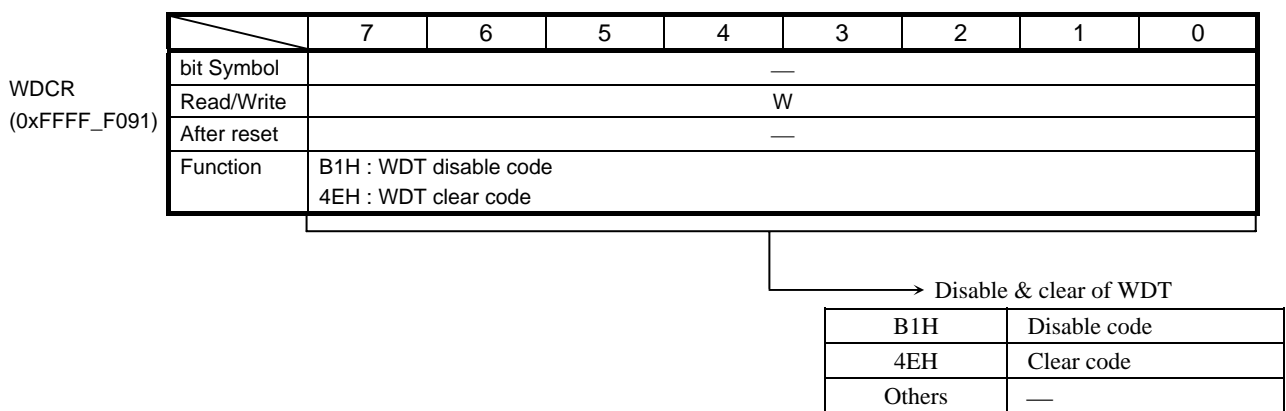 7 6 5 4 3 2 1 0
WDCR
(0xFFFF_F091)
bit Symbol —
Read/Write W
After reset —
Function B1H : WDT disable code
4EH : WDT clear code
Disable & clear of WDT
B1H Disable code
4EH Clear code
Others —